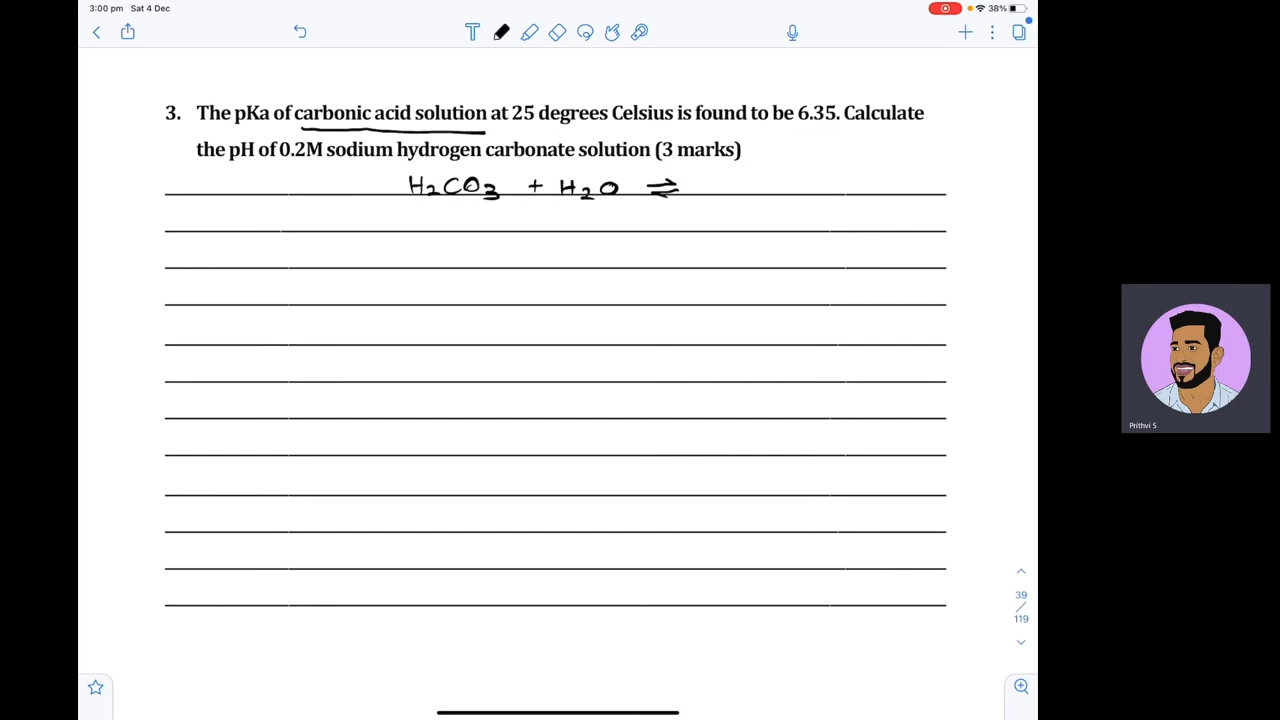 3:00 pm Sat 4 Dec
38%
3. The pKa of carbonic acid solution at 25 degrees Celsius is found to be 6.35. Calculate
the pH of 0.2M sodium hydrogen carbonate solution (3 marks)
H2CO3 + H2O ⇌
39
/
119
Prithvi S